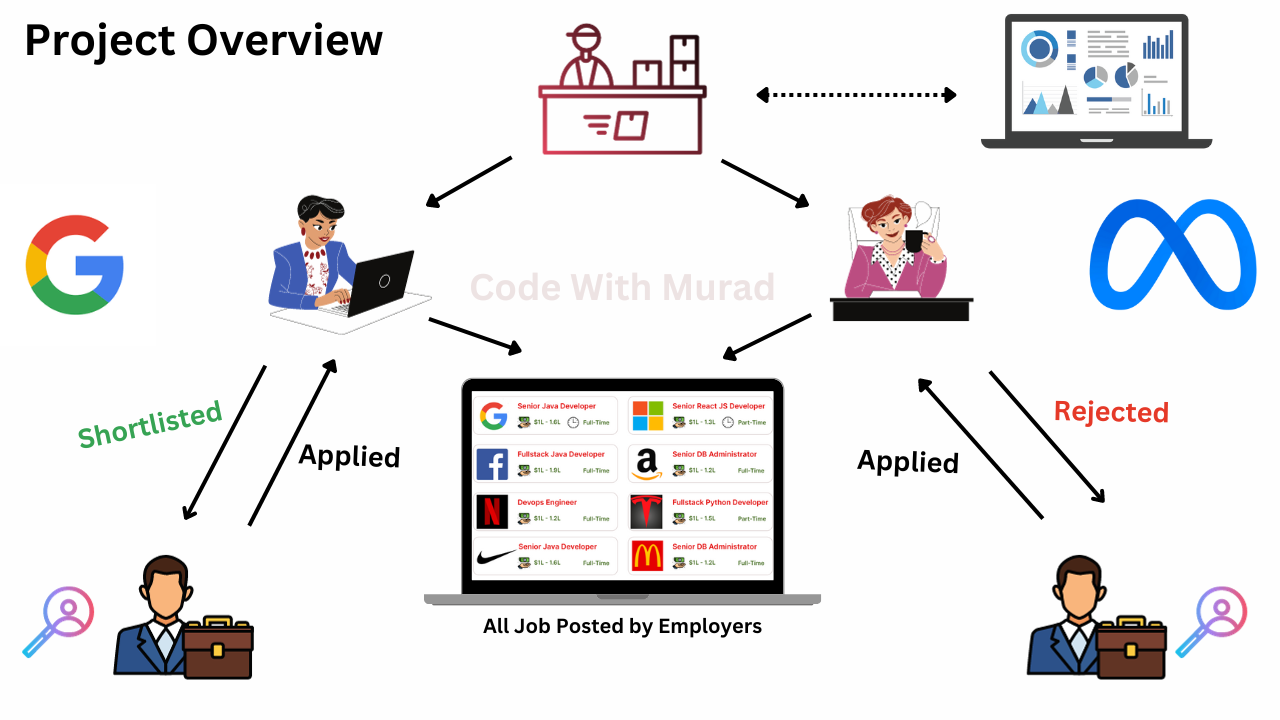 Project Overview
Code With Murad
Shortlisted
Applied
Applied
Rejected
Senior Java Developer
$1L - 1.6L
Full-Time
Senior React JS Developer
$1L - 1.3L
Part-Time
Fullstack Java Developer
$1L - 1.9L
Full-Time
Senior DB Administrator
$1L - 1.2L
Full-Time
Devops Engineer
$1L - 1.2L
Full-Time
Fullstack Python Developer
$1L - 1.5L
Part-Time
Senior Java Developer
$1L - 1.6L
Full-Time
Senior DB Administrator
$1L - 1.2L
Full-Time
All Job Posted by Employers